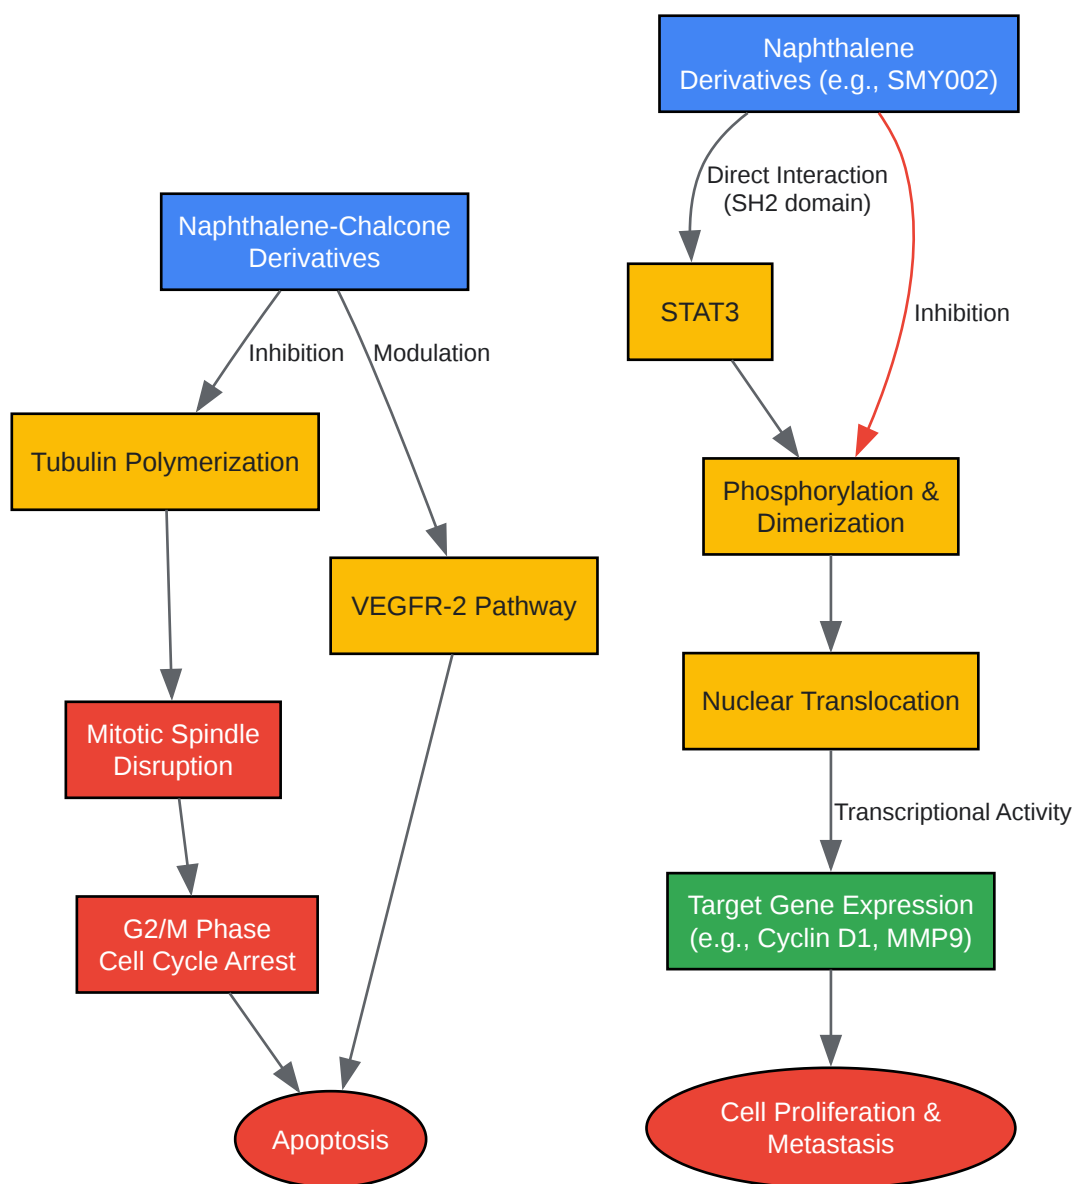 Naphthalene-Chalcone
Derivatives
Inhibition
Modulation
Tubulin Polymerization
VEGFR-2 Pathway
Mitotic Spindle
Disruption
G2/M Phase
Cell Cycle Arrest
Apoptosis
Naphthalene
Derivatives (e.g., SMY002)
Direct Interaction
(SH2 domain)
STAT3
Inhibition
Phosphorylation &
Dimerization
Nuclear Translocation
Transcriptional Activity
Target Gene Expression
(e.g., Cyclin D1, MMP9)
Cell Proliferation &
Metastasis